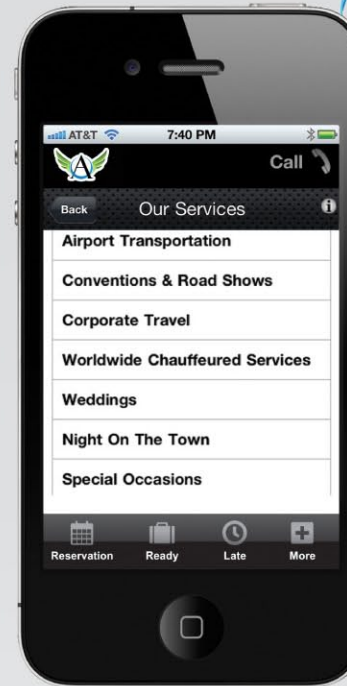 AT&T 7:40 PM
A Call
Back Our Services i
Airport Transportation
Conventions & Road Shows
Corporate Travel
Worldwide Chauffeured Services
Weddings
Night On The Town
Special Occasions
Reservation Ready Late More